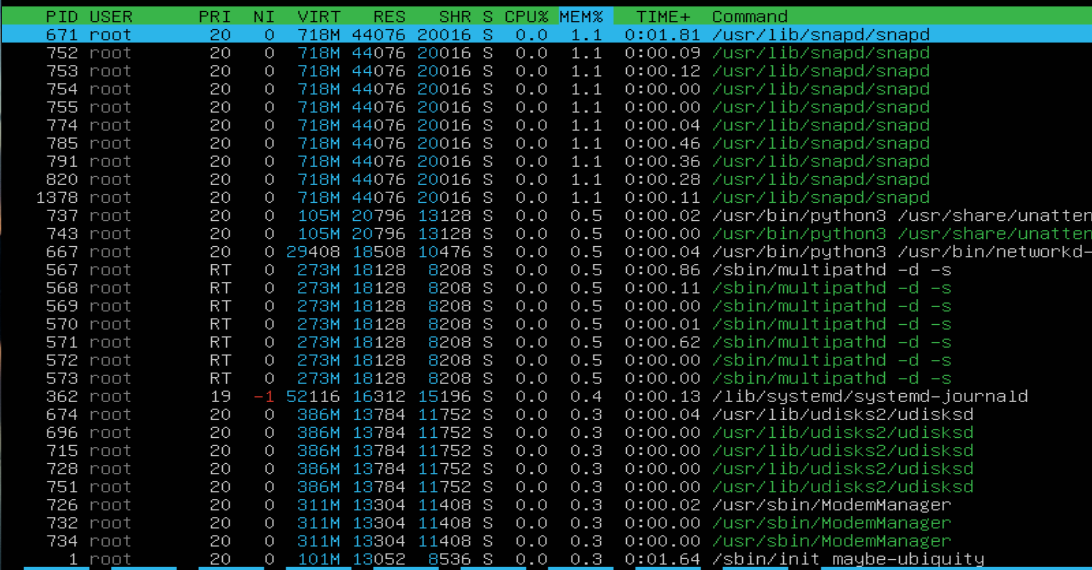 PID USER PRI NI VIRT RES SHR S CPU% MEM% TIME+ Command
671 root 20 0 718M 44076 20016 S 0.0 1.1 0:01.81 /usr/lib/snapd/snapd
752 root 20 0 718M 44076 20016 S 0.0 1.1 0:00.09 /usr/lib/snapd/snapd
753 root 20 0 718M 44076 20016 S 0.0 1.1 0:00.12 /usr/lib/snapd/snapd
754 root 20 0 718M 44076 20016 S 0.0 1.1 0:00.00 /usr/lib/snapd/snapd
755 root 20 0 718M 44076 20016 S 0.0 1.1 0:00.00 /usr/lib/snapd/snapd
774 root 20 0 718M 44076 20016 S 0.0 1.1 0:00.04 /usr/lib/snapd/snapd
785 root 20 0 718M 44076 20016 S 0.0 1.1 0:00.46 /usr/lib/snapd/snapd
791 root 20 0 718M 44076 20016 S 0.0 1.1 0:00.36 /usr/lib/snapd/snapd
820 root 20 0 718M 44076 20016 S 0.0 1.1 0:00.28 /usr/lib/snapd/snapd
1378 root 20 0 718M 44076 20016 S 0.0 1.1 0:00.11 /usr/lib/snapd/snapd
737 root 20 0 105M 20796 13128 S 0.0 0.5 0:00.02 /usr/bin/python3 /usr/share/unatten
743 root 20 0 105M 20796 13128 S 0.0 0.5 0:00.00 /usr/bin/python3 /usr/share/unatten
667 root 20 0 29408 18508 10476 S 0.0 0.5 0:00.04 /usr/bin/python3 /usr/bin/networkd-
567 root RT 0 273M 18128 8208 S 0.0 0.5 0:00.86 /sbin/multipathd -d -s
568 root RT 0 273M 18128 8208 S 0.0 0.5 0:00.11 /sbin/multipathd -d -s
569 root RT 0 273M 18128 8208 S 0.0 0.5 0:00.00 /sbin/multipathd -d -s
570 root RT 0 273M 18128 8208 S 0.0 0.5 0:00.01 /sbin/multipathd -d -s
571 root RT 0 273M 18128 8208 S 0.0 0.5 0:00.62 /sbin/multipathd -d -s
572 root RT 0 273M 18128 8208 S 0.0 0.5 0:00.00 /sbin/multipathd -d -s
573 root RT 0 273M 18128 8208 S 0.0 0.5 0:00.00 /sbin/multipathd -d -s
362 root 19 -1 52116 16312 15196 S 0.0 0.4 0:00.13 /lib/systemd/systemd-journald
674 root 20 0 386M 13784 11752 S 0.0 0.3 0:00.04 /usr/lib/udisks2/udisksd
696 root 20 0 386M 13784 11752 S 0.0 0.3 0:00.00 /usr/lib/udisks2/udisksd
715 root 20 0 386M 13784 11752 S 0.0 0.3 0:00.00 /usr/lib/udisks2/udisksd
728 root 20 0 386M 13784 11752 S 0.0 0.3 0:00.00 /usr/lib/udisks2/udisksd
751 root 20 0 386M 13784 11752 S 0.0 0.3 0:00.00 /usr/lib/udisks2/udisksd
726 root 20 0 311M 13304 11408 S 0.0 0.3 0:00.02 /usr/sbin/ModemManager
732 root 20 0 311M 13304 11408 S 0.0 0.3 0:00.00 /usr/sbin/ModemManager
734 root 20 0 311M 13304 11408 S 0.0 0.3 0:00.00 /usr/sbin/ModemManager
1 root 20 0 101M 13052 8536 S 0.0 0.3 0:01.64 /sbin/init maybe-ubiquity